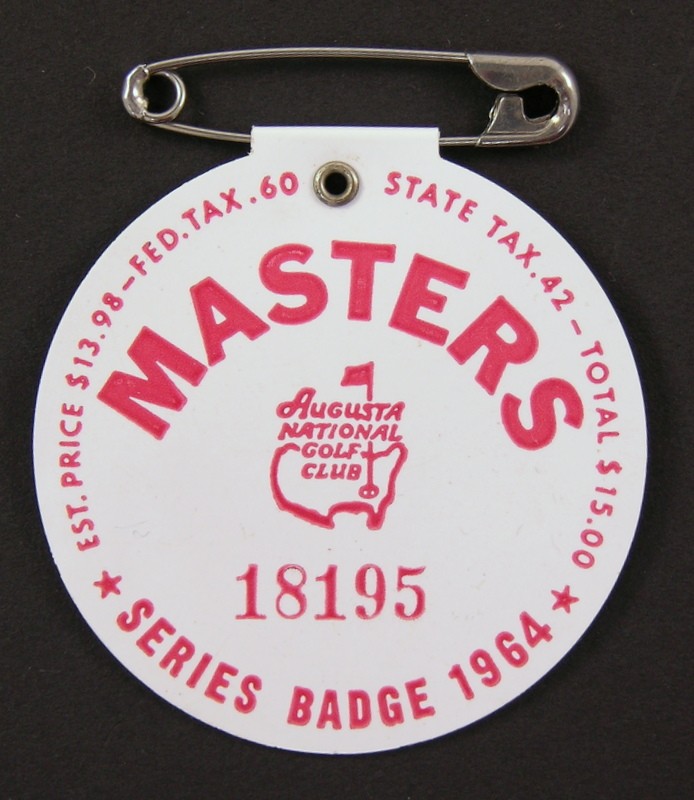 EST. PRICE $13.98–FED.TAX.60 STATE TAX.42–TOTAL.$15.00
MASTERS
AUGUSTA
NATIONAL
GOLF
CLUB
18195
★ SERIES BADGE 1964 ★